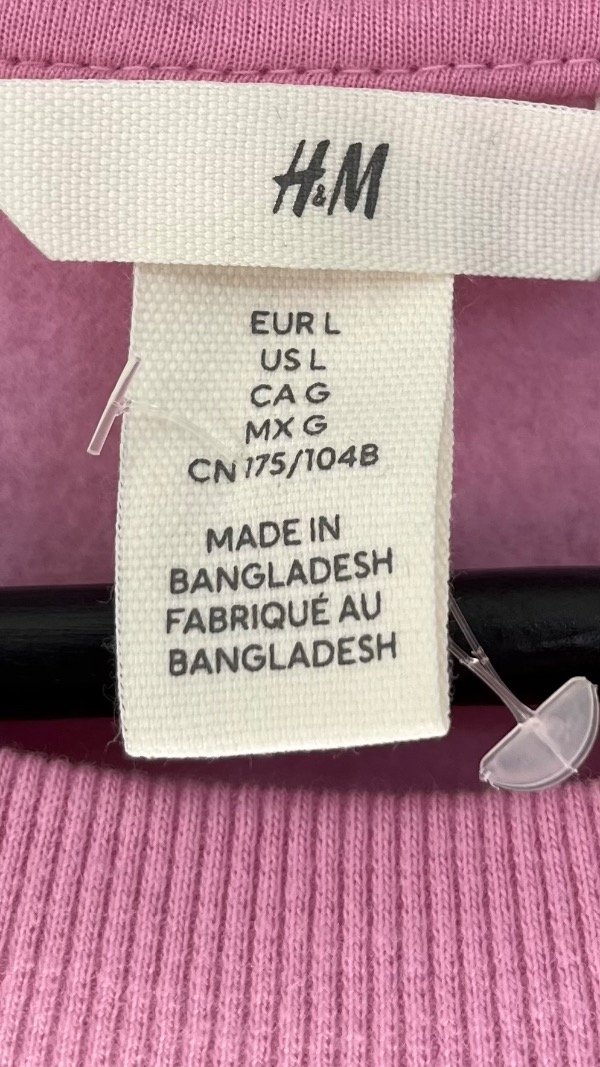 H&M
EUR L
US L
CA G
MX G
CN 175/104B
MADE IN
BANGLADESH
FABRIQUÉ AU
BANGLADESH